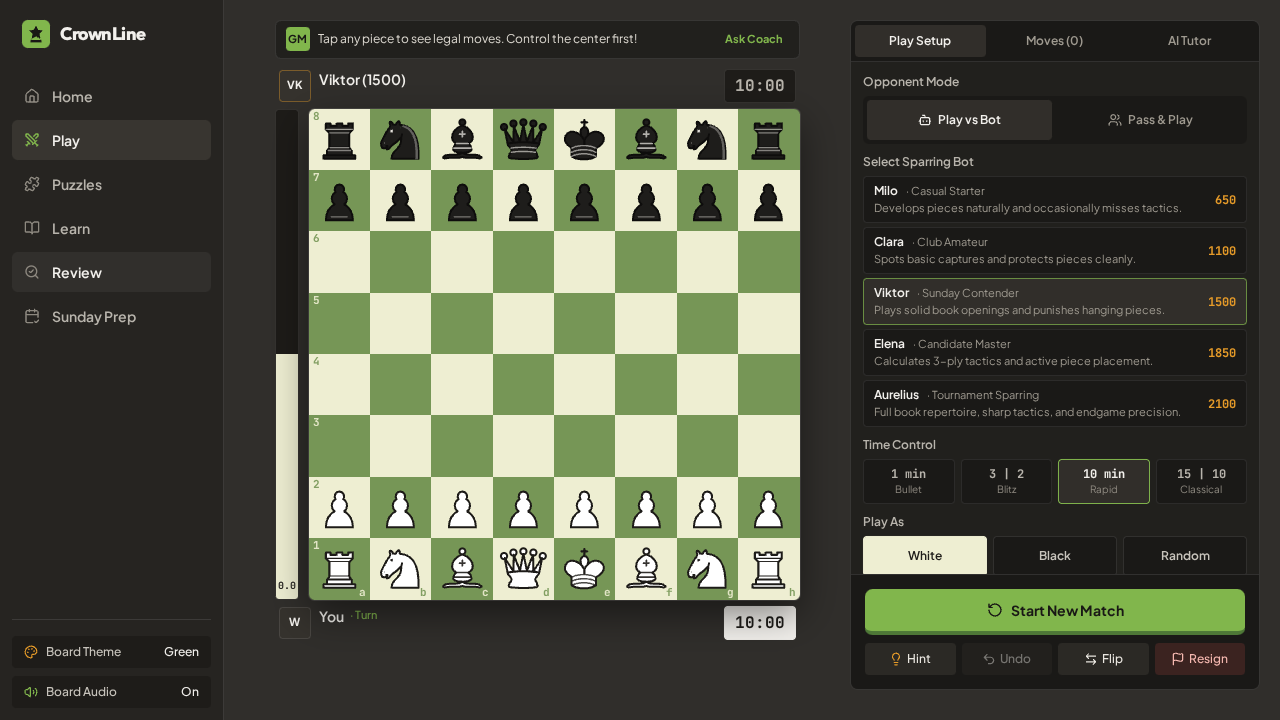 CrownLine
Home
Play
Puzzles
Learn
Review
Sunday Prep
Board Theme Green
Board Audio On
GM Tap any piece to see legal moves. Control the center first! Ask Coach
VK Viktor (1500) 10:00
8
7
6
5
4
3
2
1
a b c d e f g h
0.0
W You · Turn 10:00
Play Setup Moves (0) AI Tutor
Opponent Mode
Play vs Bot Pass & Play
Select Sparring Bot
Milo · Casual Starter
Develops pieces naturally and occasionally misses tactics. 650
Clara · Club Amateur
Spots basic captures and protects pieces cleanly. 1100
Viktor · Sunday Contender
Plays solid book openings and punishes hanging pieces. 1500
Elena · Candidate Master
Calculates 3-ply tactics and active piece placement. 1850
Aurelius · Tournament Sparring
Full book repertoire, sharp tactics, and endgame precision. 2100
Time Control
1 min 3 | 2 10 min 15 | 10
Bullet Blitz Rapid Classical
Play As
White Black Random
Start New Match
Hint Undo Flip Resign